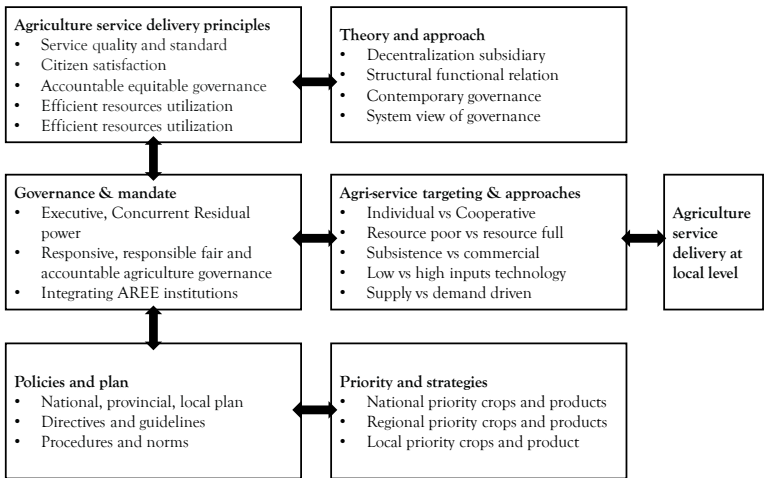 Agriculture service delivery principles
• Service quality and standard
• Citizen satisfaction
• Accountable equitable governance
• Efficient resources utilization
• Efficient resources utilization
Theory and approach
• Decentralization subsidiary
• Structural functional relation
• Contemporary governance
• System view of governance
Governance & mandate
• Executive, Concurrent Residual
power
• Responsive, responsible fair and
accountable agriculture governance
• Integrating AREE institutions
Agri-service targeting & approaches
• Individual vs Cooperative
• Resource poor vs resource full
• Subsistence vs commercial
• Low vs high inputs technology
• Supply vs demand driven
Agriculture
service
delivery at
local level
Policies and plan
• National, provincial, local plan
• Directives and guidelines
• Procedures and norms
Priority and strategies
• National priority crops and products
• Regional priority crops and products
• Local priority crops and product